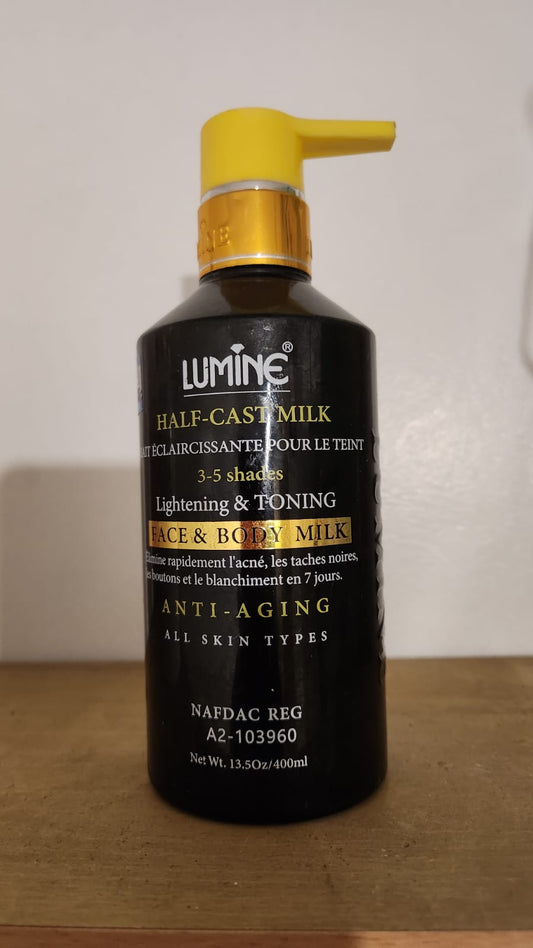 LUMINE®
HALF-CAST MILK
AIT ÉCLAIRCISSANTE POUR LE TEINT
3-5 shades
Lightening & TONING
FACE & BODY MILK
Elimine rapidement l'acné, les taches noires,
les boutons et le blanchiment en 7 jours.
ANTI-AGING
ALL SKIN TYPES
NAFDAC REG
A2-103960
Net Wt. 13.5Oz/400ml